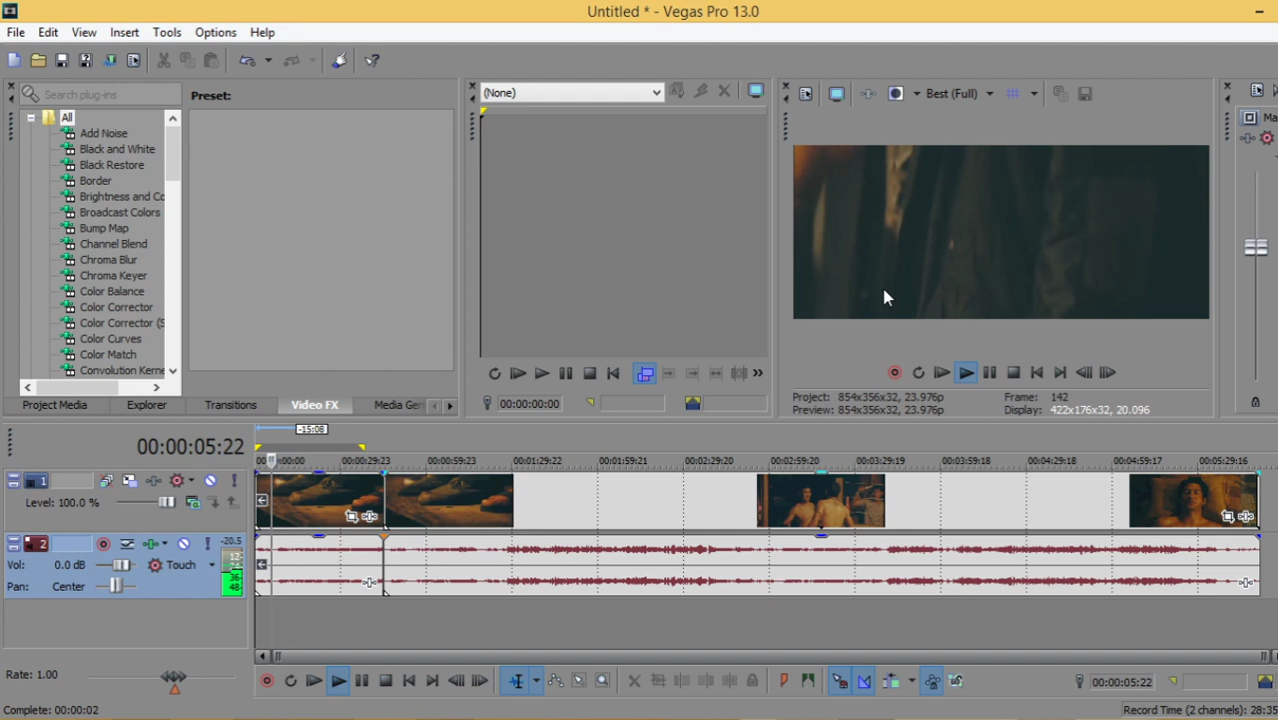 Untitled * - Vegas Pro 13.0
File Edit View Insert Tools Options Help
Search plug-ins
Preset:
(None)
Best (Full)
Ma
All
Add Noise
Black and White
Black Restore
Border
Brightness and Co
Broadcast Colors
Bump Map
Channel Blend
Chroma Blur
Chroma Keyer
Color Balance
Color Corrector
Color Corrector (S
Color Curves
Color Match
Convolution Kerne
Project Media Explorer Transitions Video FX Media Gen
00:00:00:00
Project: 854x356x32, 23.976p Frame: 142
Preview: 854x356x32, 23.976p Display: 422x176x32, 20.096
-15:08
00:00:05:22
:00:00 00:00:29:23 00:00:59:23 00:01:29:22 00:01:59:21 00:02:29:20 00:02:59:20 00:03:29:19 00:03:59:18 00:04:29:18 00:04:59:17 00:05:29:16
1
Level: 100.0 %
2
-20.5
12
24
36
48
Vol: 0.0 dB Touch
Pan: Center
Rate: 1.00
00:00:05:22
Complete: 00:00:02
Record Time (2 channels): 28:35